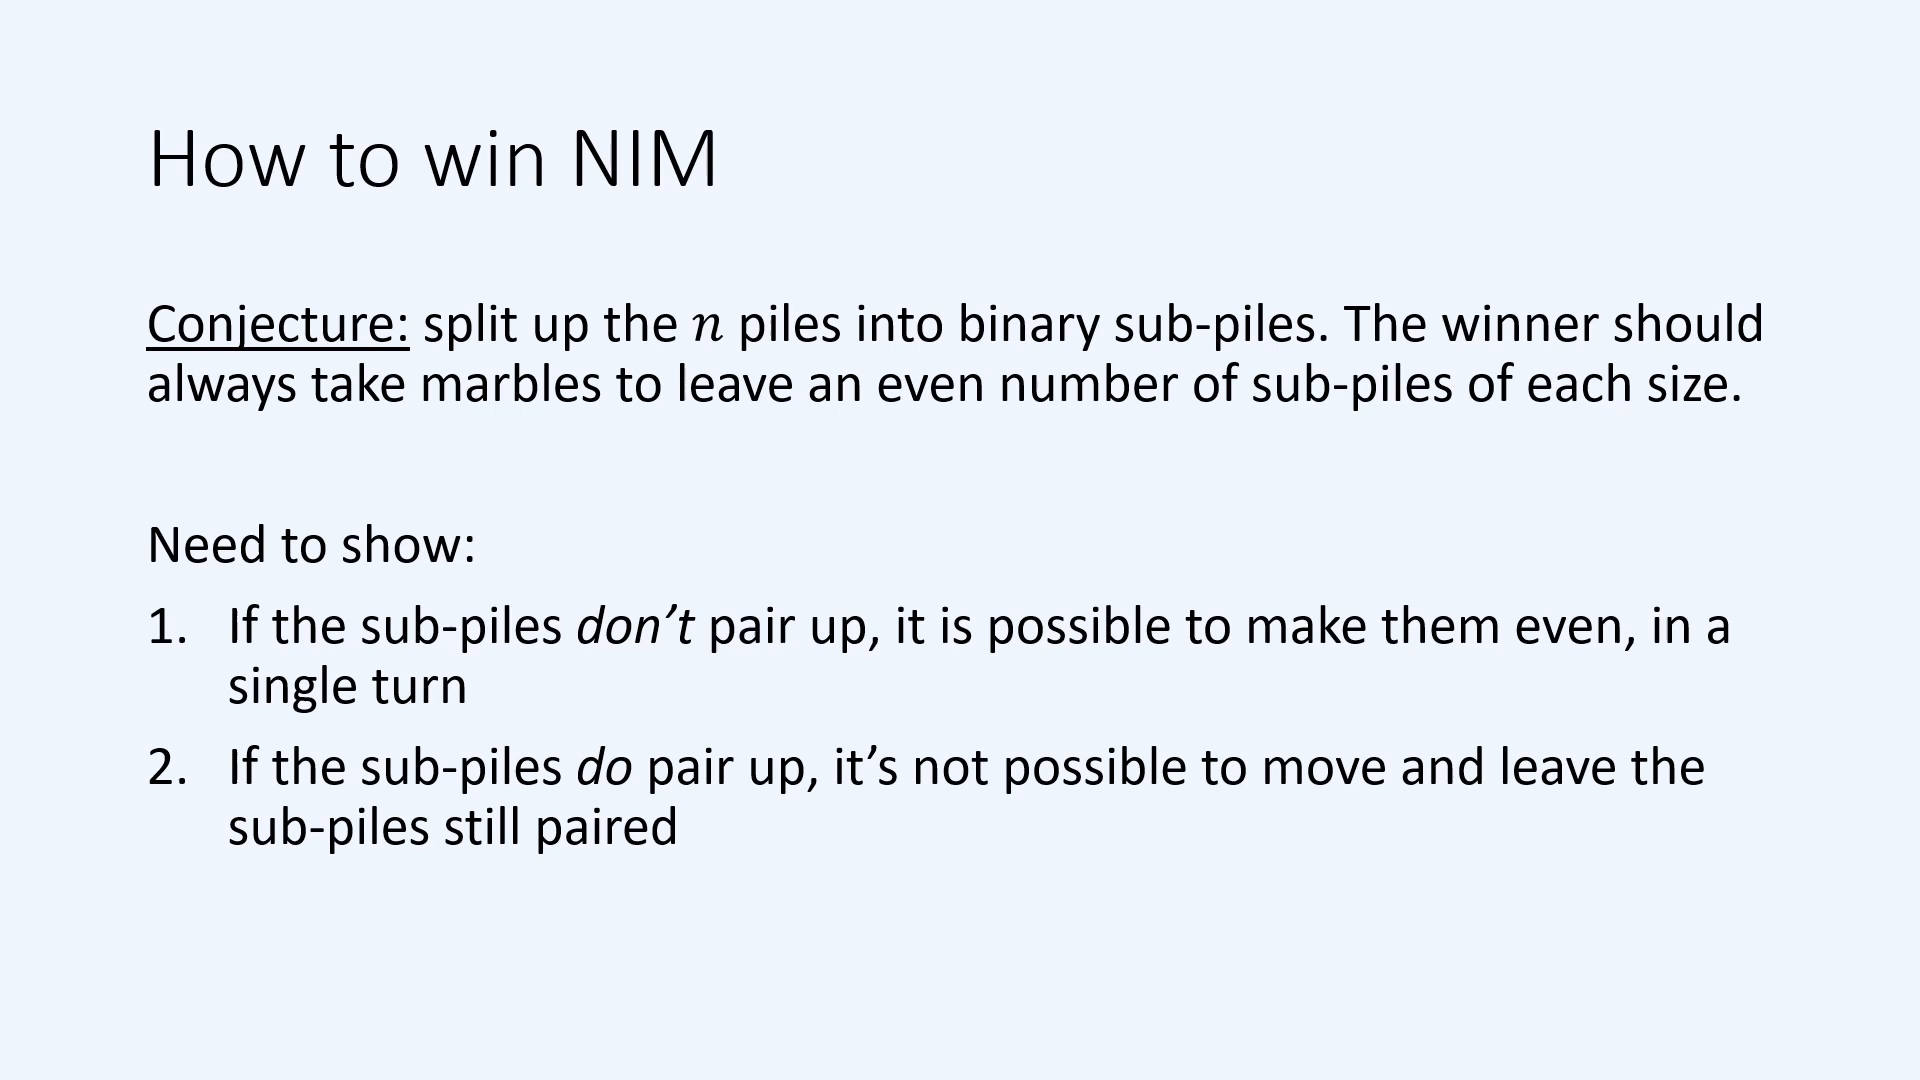 How to win NIM
Conjecture: split up the n piles into binary sub-piles. The winner should
always take marbles to leave an even number of sub-piles of each size.
Need to show:
1. If the sub-piles don’t pair up, it is possible to make them even, in a
single turn
2. If the sub-piles do pair up, it’s not possible to move and leave the
sub-piles still paired